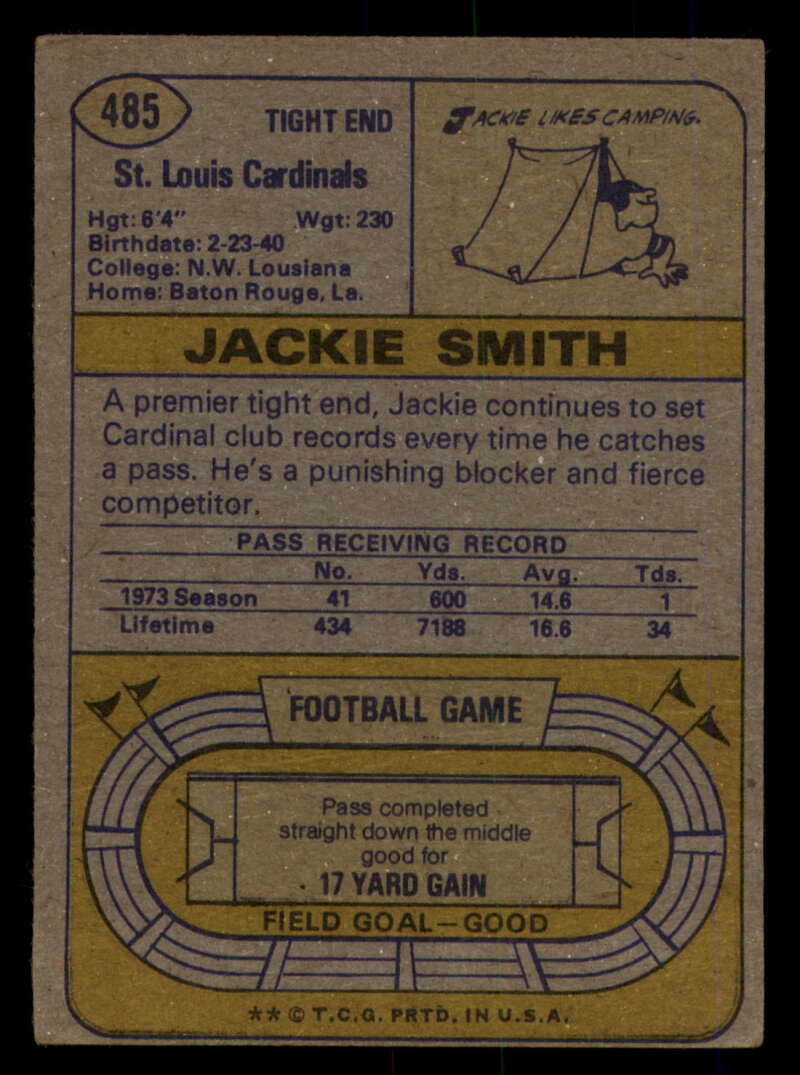 485
TIGHT END
St. Louis Cardinals
Hgt: 6'4" Wgt: 230
Birthdate: 2-23-40
College: N.W. Lousiana
Home: Baton Rouge, La.
JACKIE LIKES CAMPING.
JACKIE SMITH
A premier tight end, Jackie continues to set
Cardinal club records every time he catches
a pass. He's a punishing blocker and fierce
competitor.
PASS RECEIVING RECORD
No. Yds. Avg. Tds.
1973 Season 41 600 14.6 1
Lifetime 434 7188 16.6 34
FOOTBALL GAME
Pass completed
straight down the middle
good for
17 YARD GAIN
FIELD GOAL—GOOD
** © T.C.G. PRTD. IN U.S.A.